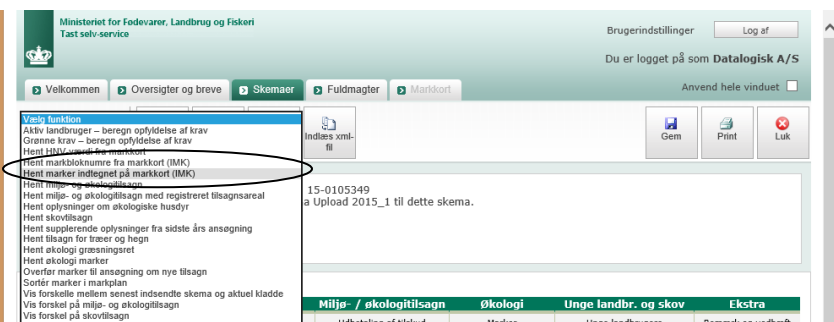 Ministeriet for Fødevarer, Landbrug og Fiskeri
Tast selv-service
Brugerindstillinger
Log af
Du er logget på som Datalogisk A/S
Velkommen
Oversigter og breve
Skemaer
Fuldmagter
Markkort
Anvend hele vinduet
Vælg funktion
Aktiv landbruger – beregn opfyldelse af krav
Grønne krav – beregn opfyldelse af krav
Hent HNV-værdi fra markkort
Hent markbloknumre fra markkort (IMK)
Hent marker indtegnet på markkort (IMK)
Hent miljø- og økologitilsagn
Hent miljø- og økologitilsagn med registreret tilsagnsareal
Hent oplysninger om økologiske husdyr
Hent skovtilsagn
Hent supplerende oplysninger fra sidste års ansøgning
Hent tilsagn for træer og hegn
Hent økologi græsningsret
Hent økologi marker
Overfør marker til ansøgning om nye tilsagn
Sortér marker i markplan
Vis forskelle mellem senest indsendte skema og aktuel kladde
Vis forskel på miljø- og økologitilsagn
Vis forskel på skovtilsagn
Indlæs xml-
fil
Gem
Print
Luk
15-0105349
a Upload 2015_1 til dette skema.
Miljø- / økologitilsagn
Økologi
Unge landbr. og skov
Ekstra